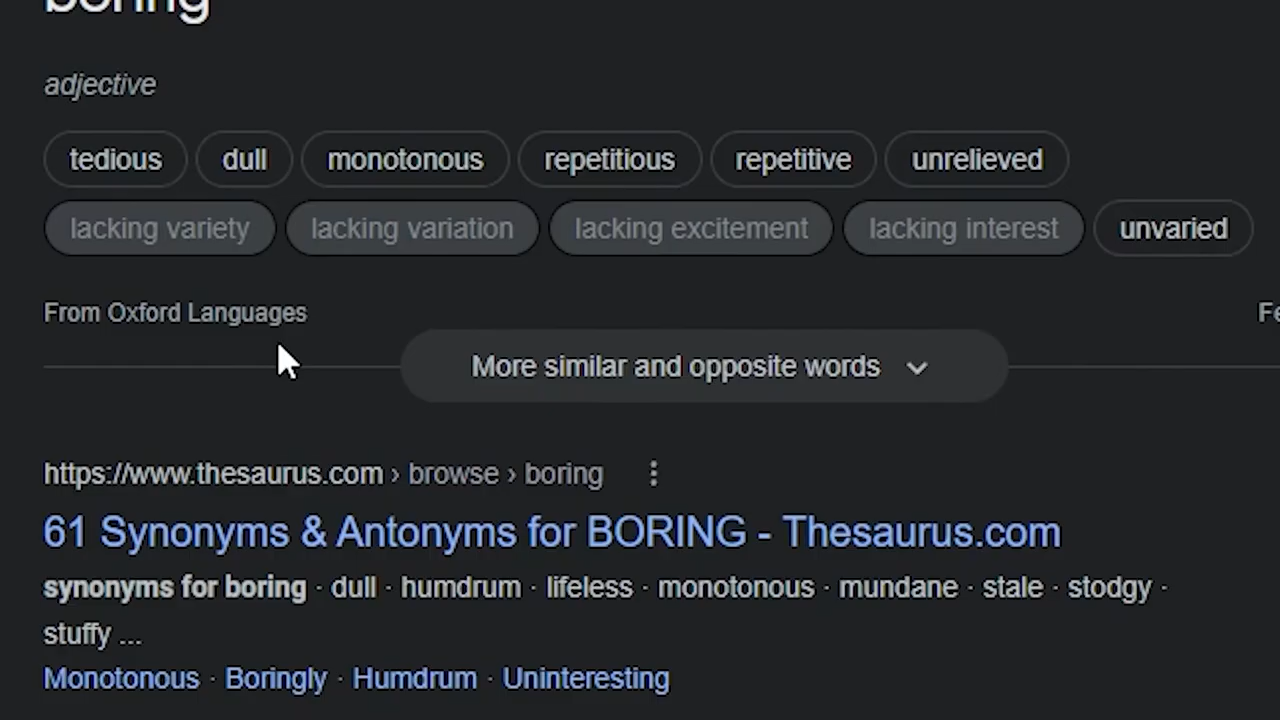 boring
adjective
tedious dull monotonous repetitious repetitive unrelieved
lacking variety lacking variation lacking excitement lacking interest unvaried
From Oxford Languages
More similar and opposite words
https://www.thesaurus.com › browse › boring
61 Synonyms & Antonyms for BORING - Thesaurus.com
synonyms for boring · dull · humdrum · lifeless · monotonous · mundane · stale · stodgy ·
stuffy ...
Monotonous · Boringly · Humdrum · Uninteresting